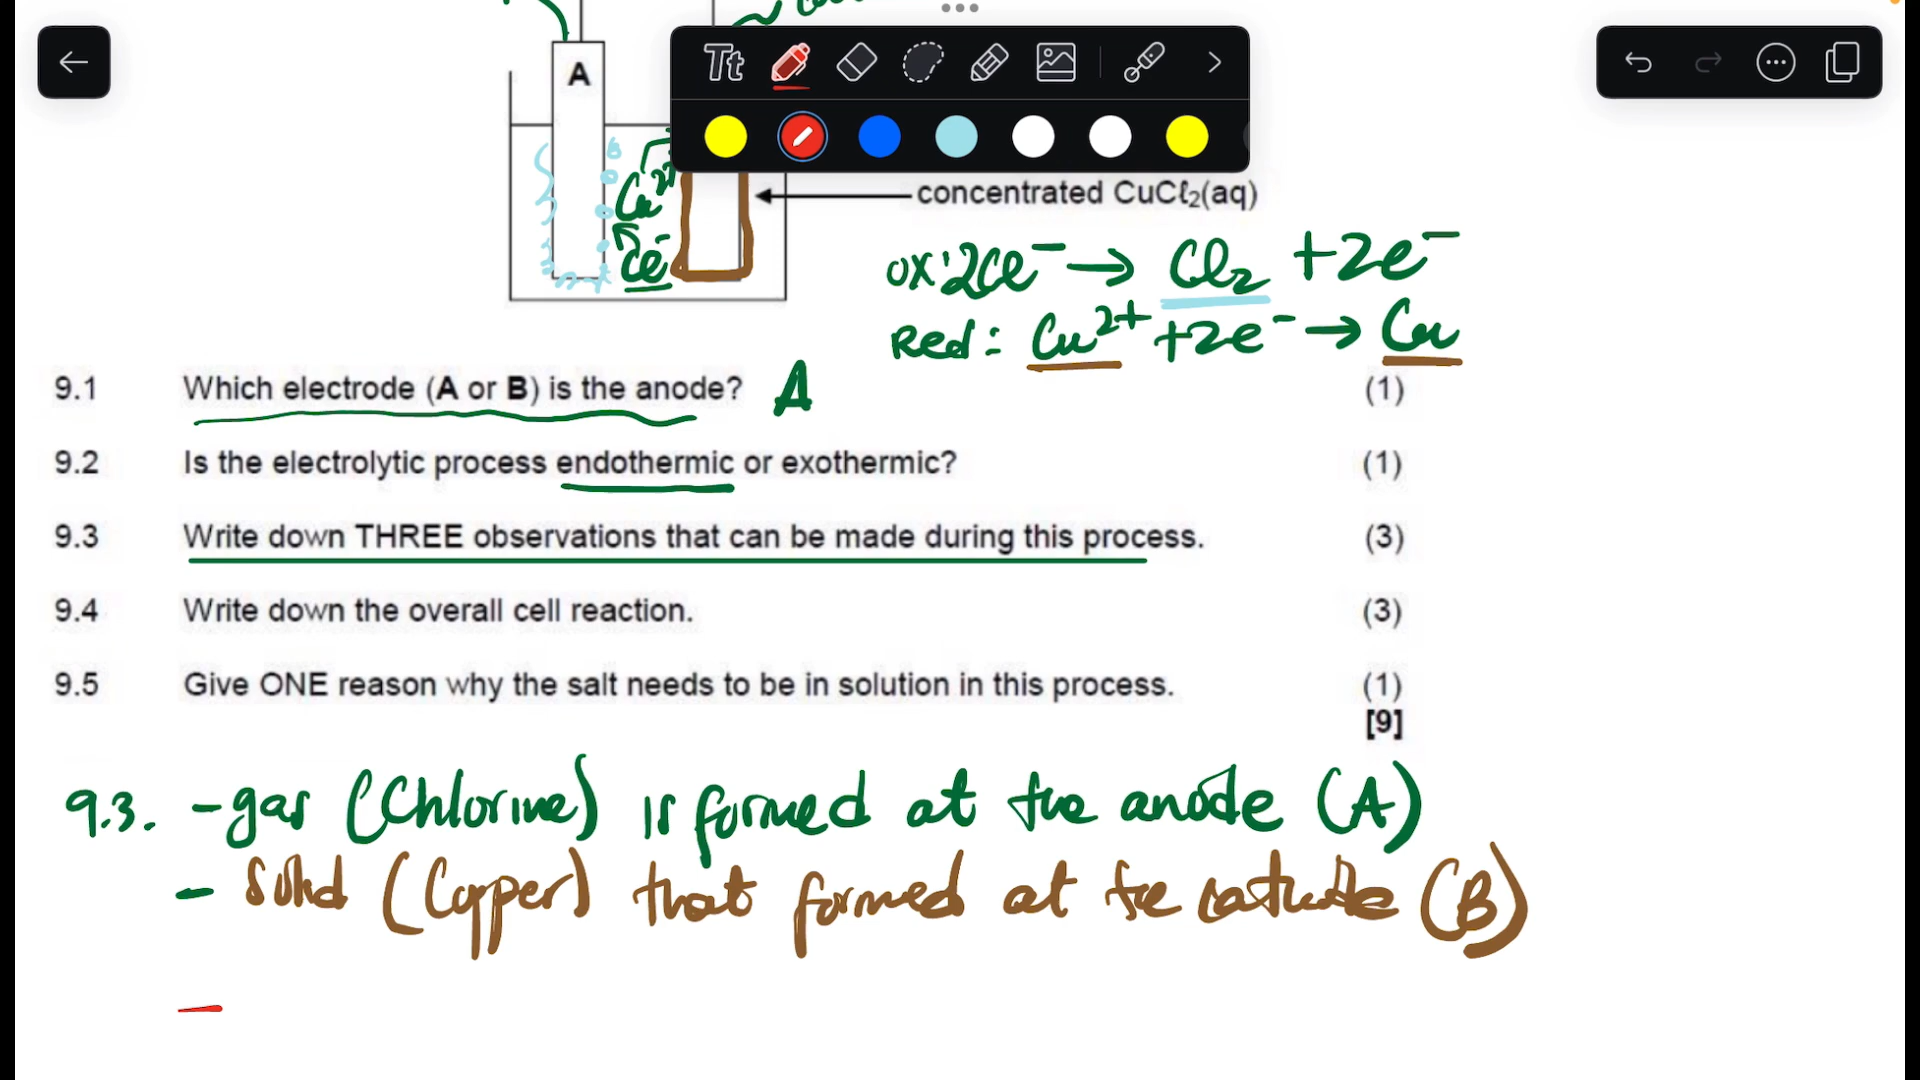 A
Tt
Cu²⁺
Cl⁻
concentrated CuCl₂(aq)
ox: 2Cl⁻ → Cl₂ + 2e⁻
Red: Cu²⁺ + 2e⁻ → Cu
9.1 Which electrode (A or B) is the anode? A (1)
9.2 Is the electrolytic process endothermic or exothermic? (1)
9.3 Write down THREE observations that can be made during this process. (3)
9.4 Write down the overall cell reaction. (3)
9.5 Give ONE reason why the salt needs to be in solution in this process. (1)
[9]
9.3. - gas (Chlorine) is formed at the anode (A)
- Solid (Copper) that formed at the cathode (B)
-